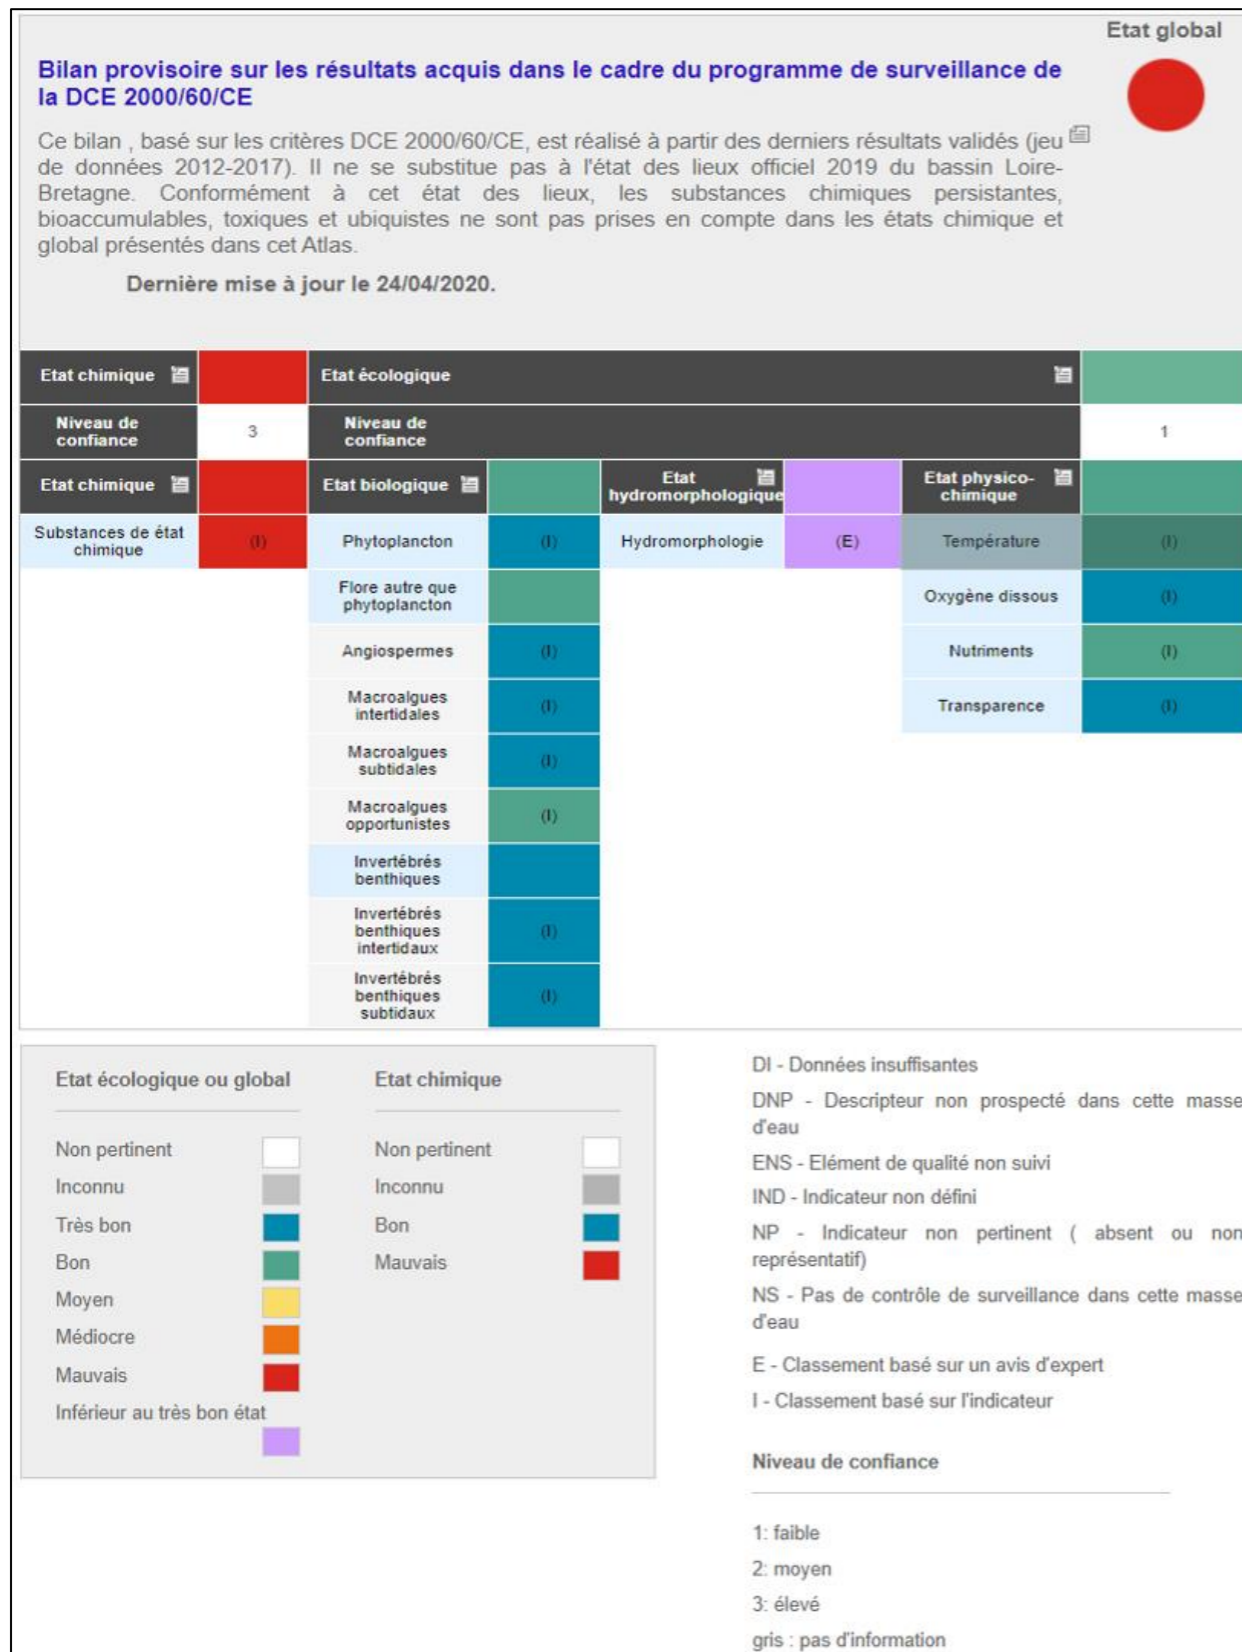 Etat global
Bilan provisoire sur les résultats acquis dans le cadre du programme de surveillance de
la DCE 2000/60/CE
Ce bilan , basé sur les critères DCE 2000/60/CE, est réalisé à partir des derniers résultats validés (jeu
de données 2012-2017). Il ne se substitue pas à l'état des lieux officiel 2019 du bassin Loire-
Bretagne. Conformément à cet état des lieux, les substances chimiques persistantes,
bioaccumulables, toxiques et ubiquistes ne sont pas prises en compte dans les états chimique et
global présentés dans cet Atlas.
Dernière mise à jour le 24/04/2020.
Etat chimique
Etat écologique
Niveau de
confiance
3
Niveau de
confiance
1
Etat chimique
Etat biologique
Etat
hydromorphologique
Etat physico-
chimique
Substances de état
chimique
(I)
Phytoplancton
(I)
Hydromorphologie
(E)
Température
(I)
Flore autre que
phytoplancton
Oxygène dissous
(I)
Angiospermes
(I)
Nutriments
(I)
Macroalgues
intertidales
(I)
Transparence
(I)
Macroalgues
subtidales
(I)
Macroalgues
opportunistes
(I)
Invertébrés
benthiques
Invertébrés
benthiques
intertidaux
(I)
Invertébrés
benthiques
subtidaux
(I)
Etat écologique ou global
Non pertinent
Inconnu
Très bon
Bon
Moyen
Médiocre
Mauvais
Inférieur au très bon état
Etat chimique
Non pertinent
Inconnu
Bon
Mauvais
DI - Données insuffisantes
DNP - Descripteur non prospecté dans cette masse
d'eau
ENS - Elément de qualité non suivi
IND - Indicateur non défini
NP - Indicateur non pertinent ( absent ou non
représentatif)
NS - Pas de contrôle de surveillance dans cette masse
d'eau
E - Classement basé sur un avis d'expert
I - Classement basé sur l'indicateur
Niveau de confiance
1: faible
2: moyen
3: élevé
gris : pas d'information